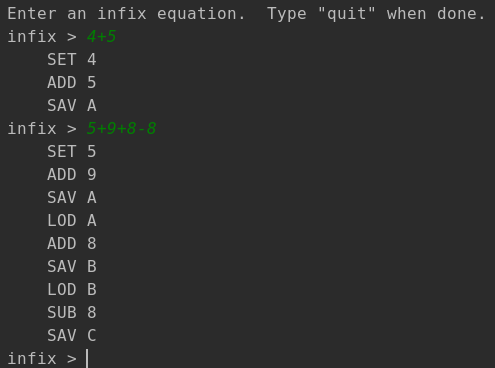 Enter an infix equation.  Type "quit" when done.
infix > 4+5
    SET 4
    ADD 5
    SAV A
infix > 5+9+8-8
    SET 5
    ADD 9
    SAV A
    LOD A
    ADD 8
    SAV B
    LOD B
    SUB 8
    SAV C
infix >